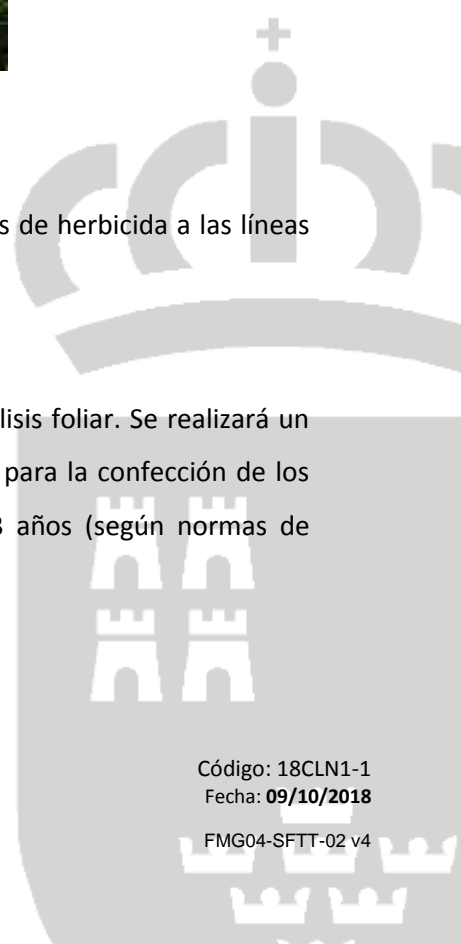 s de herbicida a las líneas
lisis foliar. Se realizará un
para la confección de los
años (según normas de
Código: 18CLN1-1
Fecha: 09/10/2018
FMG04-SFTT-02 v4